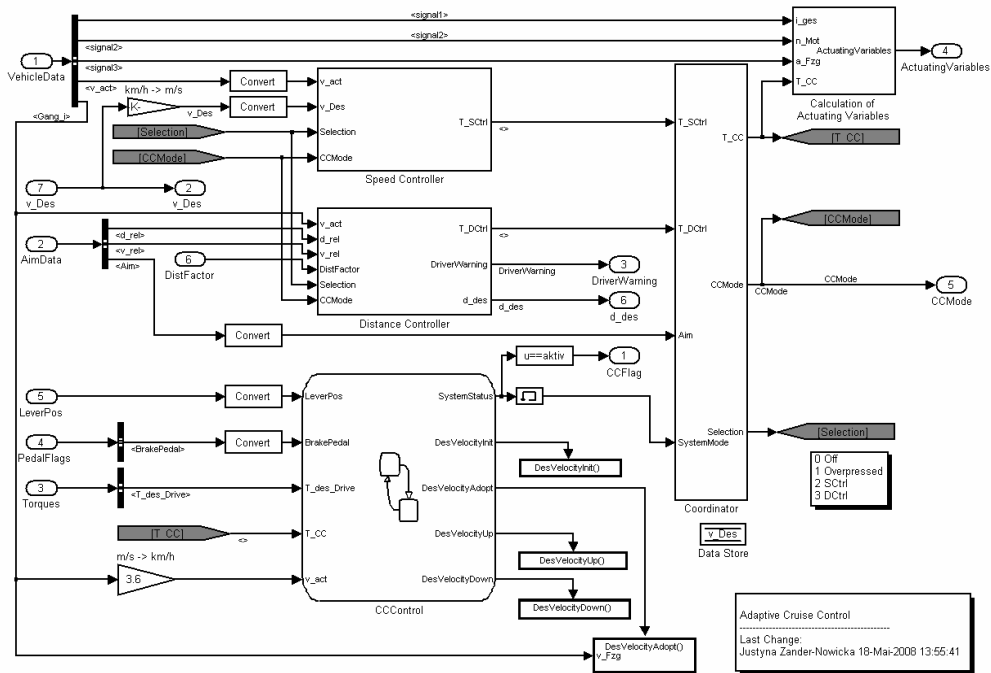 <signal1>
i_ges
<signal2>
n_Mot
ActuatingVariables
1
VehicleData
<signal2>
a_Fzg
4
ActuatingVariables
<signal3>
T_CC
<v_act>
Convert
v_act
Calculation of
Actuating Variables
km/h -> m/s
K-
v_Des
Convert
v_Des
<Gang_i>
[Selection]
Selection
T_SCtrl
<>
T_SCtrl
T_CC
[T_CC]
[CCMode]
CCMode
Speed Controller
7
v_Des
2
v_Des
v_act
<d_rel>
d_rel
T_DCtrl
<>
T_DCtrl
[CCMode]
2
AimData
<v_rel>
v_rel
<Aim>
6
DistFactor
DistFactor
DriverWarning
DriverWarning
3
DriverWarning
Selection
CCMode
CCMode
CCMode
5
CCMode
CCMode
d_des
d_des
6
d_des
Distance Controller
Convert
Aim
u==aktiv
1
CCFlag
5
LeverPos
Convert
LeverPos
SystemStatus
4
PedalFlags
<BrakePedal>
Convert
BrakePedal
DesVelocityInit
DesVelocityInit()
SystemMode
Selection
[Selection]
0 Off
1 Overpressed
2 SCtrl
3 DCtrl
3
Torques
<T_des_Drive>
T_des_Drive
DesVelocityAdopt
Coordinator
[T_CC]
<>
T_CC
DesVelocityUp
DesVelocityUp()
v_Des
Data Store
m/s -> km/h
3.6
v_act
DesVelocityDown
DesVelocityDown()
CCControl
DesVelocityAdopt()
v_Fzg
Adaptive Cruise Control
-----------------------------------------
Last Change:
Justyna Zander-Nowicka 18-Mai-2008 13:55:41